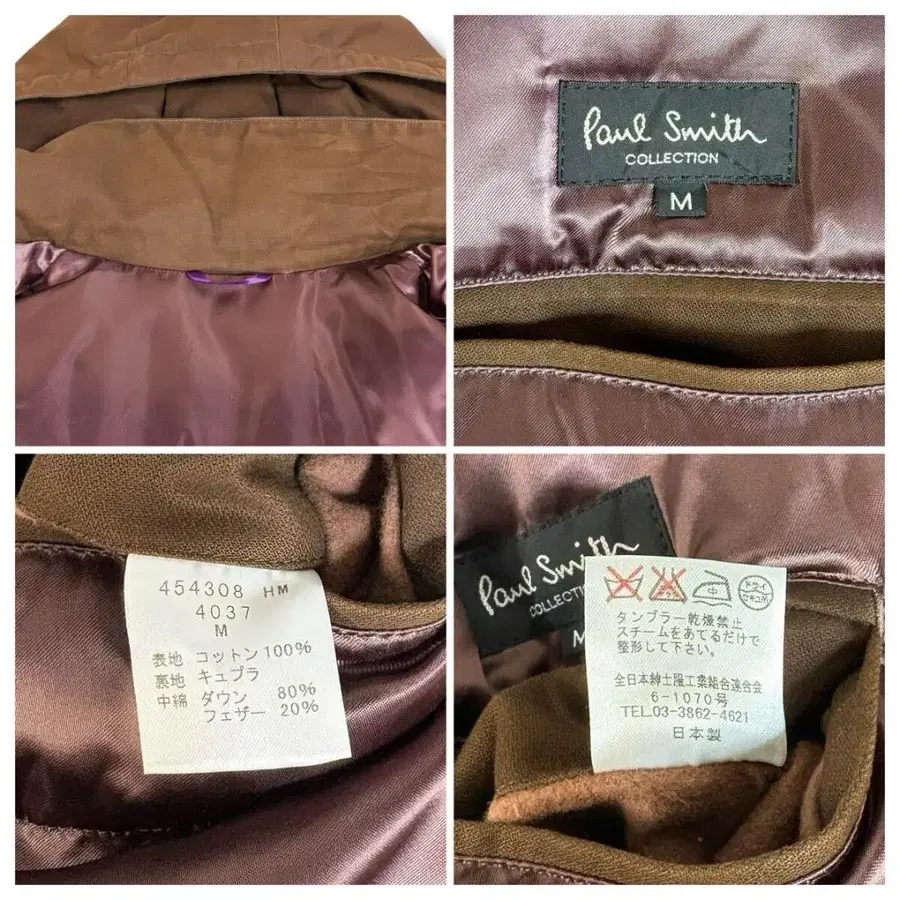 Paul Smith
COLLECTION
M
454308 HM
4037
M
表地 コットン100%
裏地 キュプラ
中綿 ダウン 80%
フェザー 20%
Paul Smith
COLLECTION
M
中 ドライ
セキユ系
タンブラー乾燥禁止
スチームをあてるだけで
整形して下さい。
全日本紳士服工業組合連合会
6-1070号
TEL.03-3862-4621
日本製